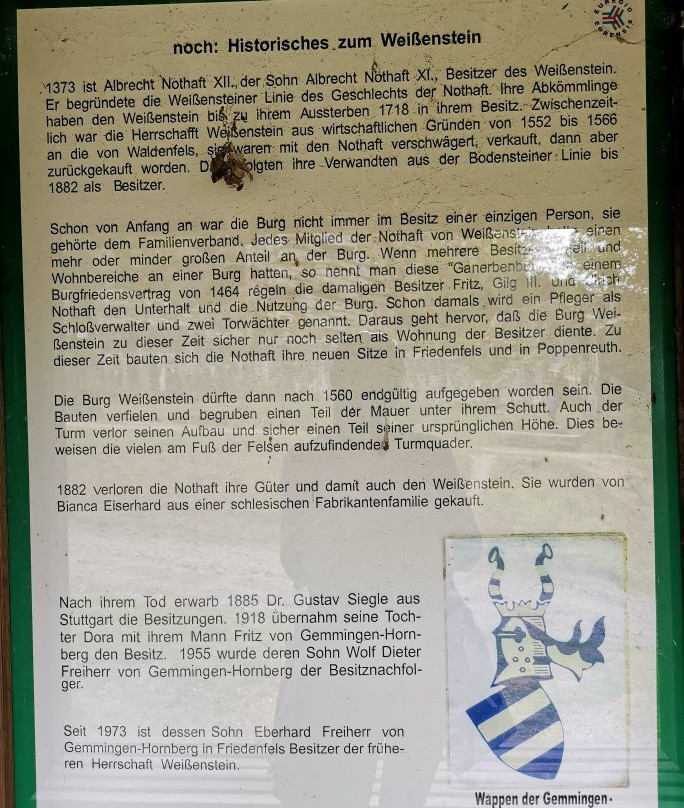 EUREGIO
EGRENSIS
noch: Historisches zum Weißenstein
1373 ist Albrecht Nothaft XII., der Sohn Albrecht Nothaft XI., Besitzer des Weißenstein.
Er begründete die Weißensteiner Linie des Geschlechts der Nothaft. Ihre Abkömmlinge
haben den Weißenstein bis zu ihrem Aussterben 1718 in ihrem Besitz. Zwischenzeit-
lich war die Herrschafft Weißenstein aus wirtschaftlichen Gründen von 1552 bis 1566
an die von Waldenfels, sie waren mit den Nothaft verschwägert, verkauft, dann aber
zurückgekauft worden. ihre Verwandten aus der Bodensteiner Linie bis
1882 als Besitzer.
Schon von Anfang an war die Burg nicht immer im Besitz einer einzigen Person, sie
gehörte dem Familienverband. Jedes Mitglied der Nothaft von einen
mehr oder minder großen Anteil an der Burg. Wenn mehrere und
Wohnbereiche an einer Burg hatten, so nennt man diese einem
Burgfriedensvertrag von 1464 regeln die damaligen Besitzer Fritz, Gilg III. und
Nothaft den Unterhalt und die Nutzung der Burg. Schon damals wird ein Pfleger als
Schloßverwalter und zwei Torwächter genannt. Daraus geht hervor, daß die Burg Wei-
ßenstein zu dieser Zeit sicher nur noch selten als Wohnung der Besitzer diente. Zu
dieser Zeit bauten sich die Nothaft ihre neuen Sitze in Friedenfels und in Poppenreuth.
Die Burg Weißenstein dürfte dann nach 1560 endgültig aufgegeben worden sein. Die
Bauten verfielen und begruben einen Teil der Mauer unter ihrem Schutt. Auch der
Turm verlor seinen Aufbau und sicher einen Teil seiner ursprünglichen Höhe. Dies be-
weisen die vielen am Fuß der Felsen aufzufindenden Turmquader.
1882 verloren die Nothaft ihre Güter und damit auch den Weißenstein. Sie wurden von
Bianca Eiserhard aus einer schlesischen Fabrikantenfamilie gekauft.
Nach ihrem Tod erwarb 1885 Dr. Gustav Siegle aus
Stuttgart die Besitzungen. 1918 übernahm seine Toch-
ter Dora mit ihrem Mann Fritz von Gemmingen-Horn-
berg den Besitz. 1955 wurde deren Sohn Wolf Dieter
Freiherr von Gemmingen-Hornberg der Besitznachfol-
ger.
Seit 1973 ist dessen Sohn Eberhard Freiherr von
Gemmingen-Hornberg in Friedenfels Besitzer der frühe-
ren Herrschaft Weißenstein.
Wappen der Gemmingen-